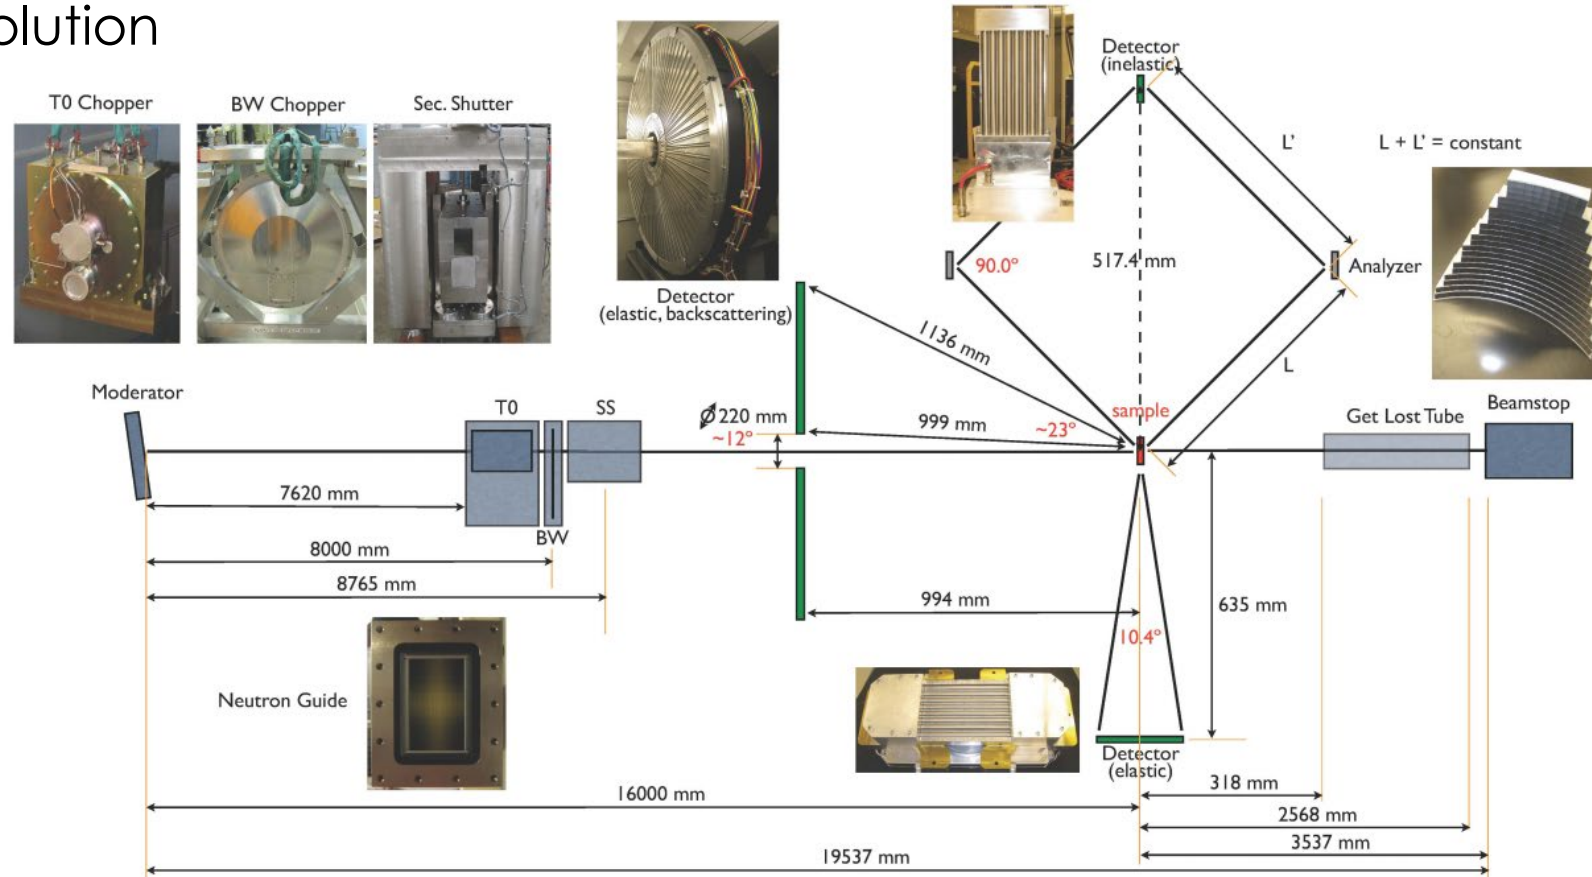 olution
T0 Chopper
BW Chopper
Sec. Shutter
Detector
(elastic, backscattering)
Detector
(inelastic)
L'
L + L' = constant
90.0°
517.4 mm
Analyzer
1136 mm
L
Moderator
T0
SS
Ø 220 mm
~12°
999 mm
~23°
sample
Get Lost Tube
Beamstop
7620 mm
BW
8000 mm
8765 mm
994 mm
635 mm
10.4°
Neutron Guide
Detector
(elastic)
318 mm
16000 mm
2568 mm
3537 mm
19537 mm